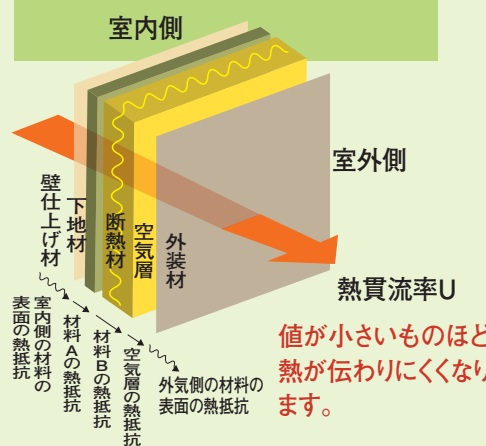 室内側
室外側
壁仕上げ材
下地材
断熱材
空気層
外装材
熱貫流率U
値が小さいものほど
熱が伝わりにくくなり
ます。
室内側の材料の
表面の熱抵抗
材料Aの熱抵抗
材料Bの熱抵抗
空気層の熱抵抗
外気側の材料の
表面の熱抵抗